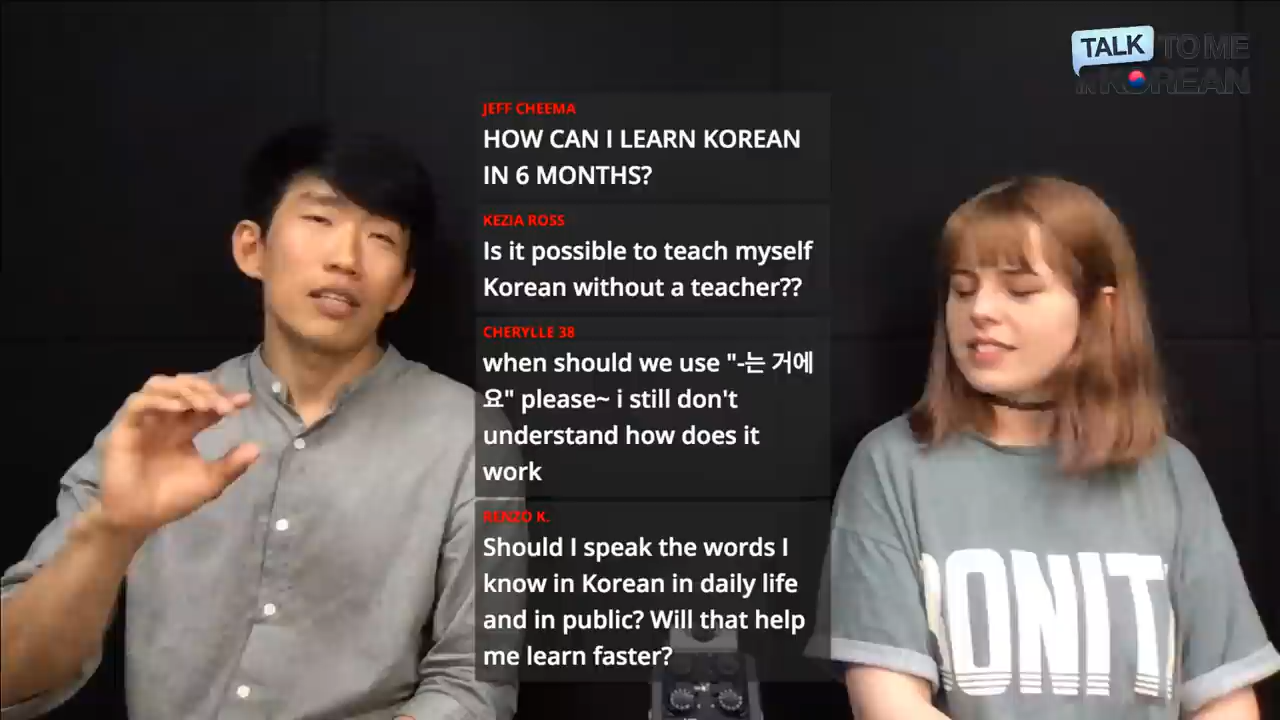 TALK TO ME
IN KOREAN
JEFF CHEEMA
HOW CAN I LEARN KOREAN
IN 6 MONTHS?
KEZIA ROSS
Is it possible to teach myself
Korean without a teacher??
CHERYLLE 38
when should we use "-는 거에
요" please~ i still don't
understand how does it
work
RENZO K.
Should I speak the words I
know in Korean in daily life
and in public? Will that help
me learn faster?
RONIT